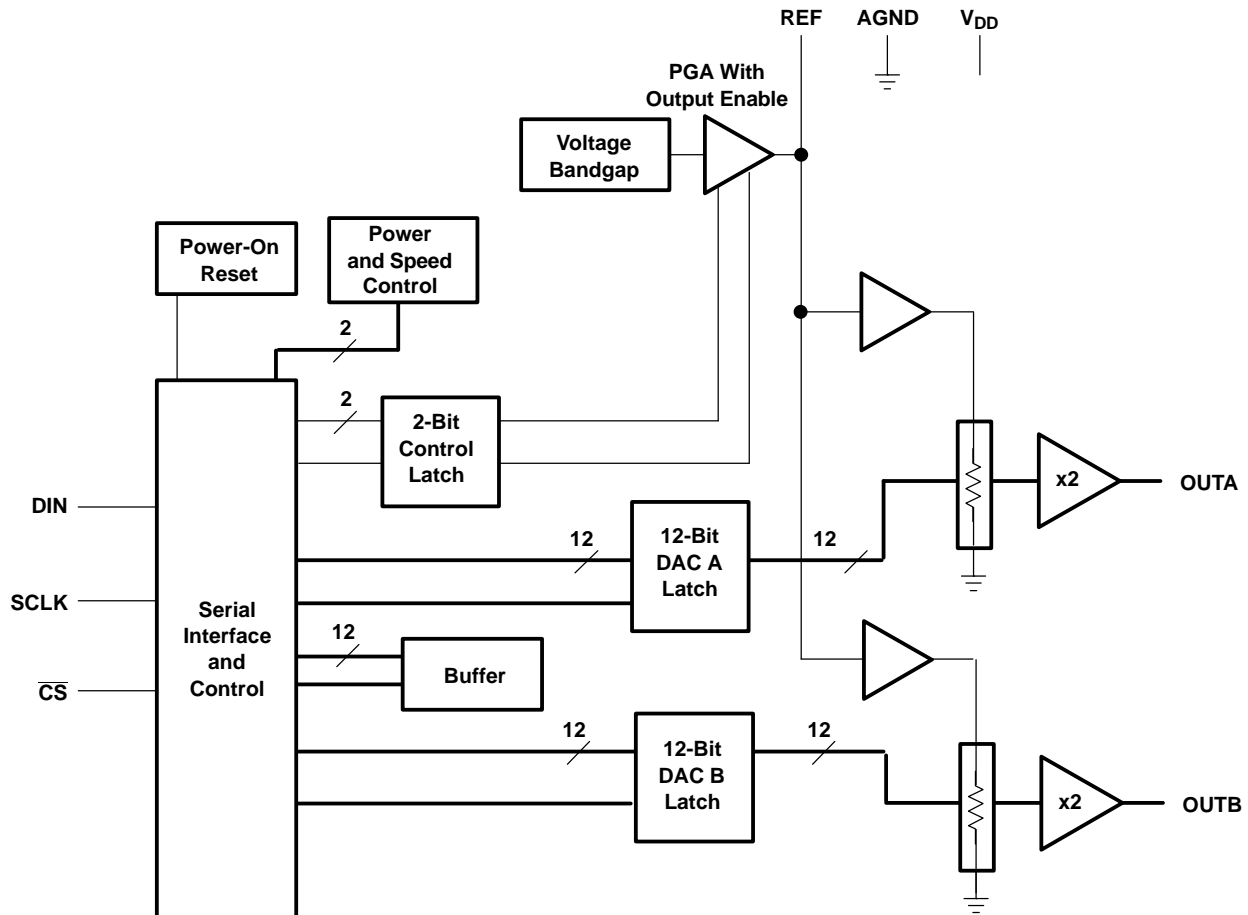 REF AGND VDD
PGA With
Output Enable
Voltage
Bandgap
Power-On
Reset
Power
and Speed
Control
2
2
2-Bit
Control
Latch
x2
OUTA
DIN
12
12-Bit
DAC A
Latch
12
SCLK
Serial
Interface
and
Control
12
Buffer
CS
12
12-Bit
DAC B
Latch
12
x2
OUTB